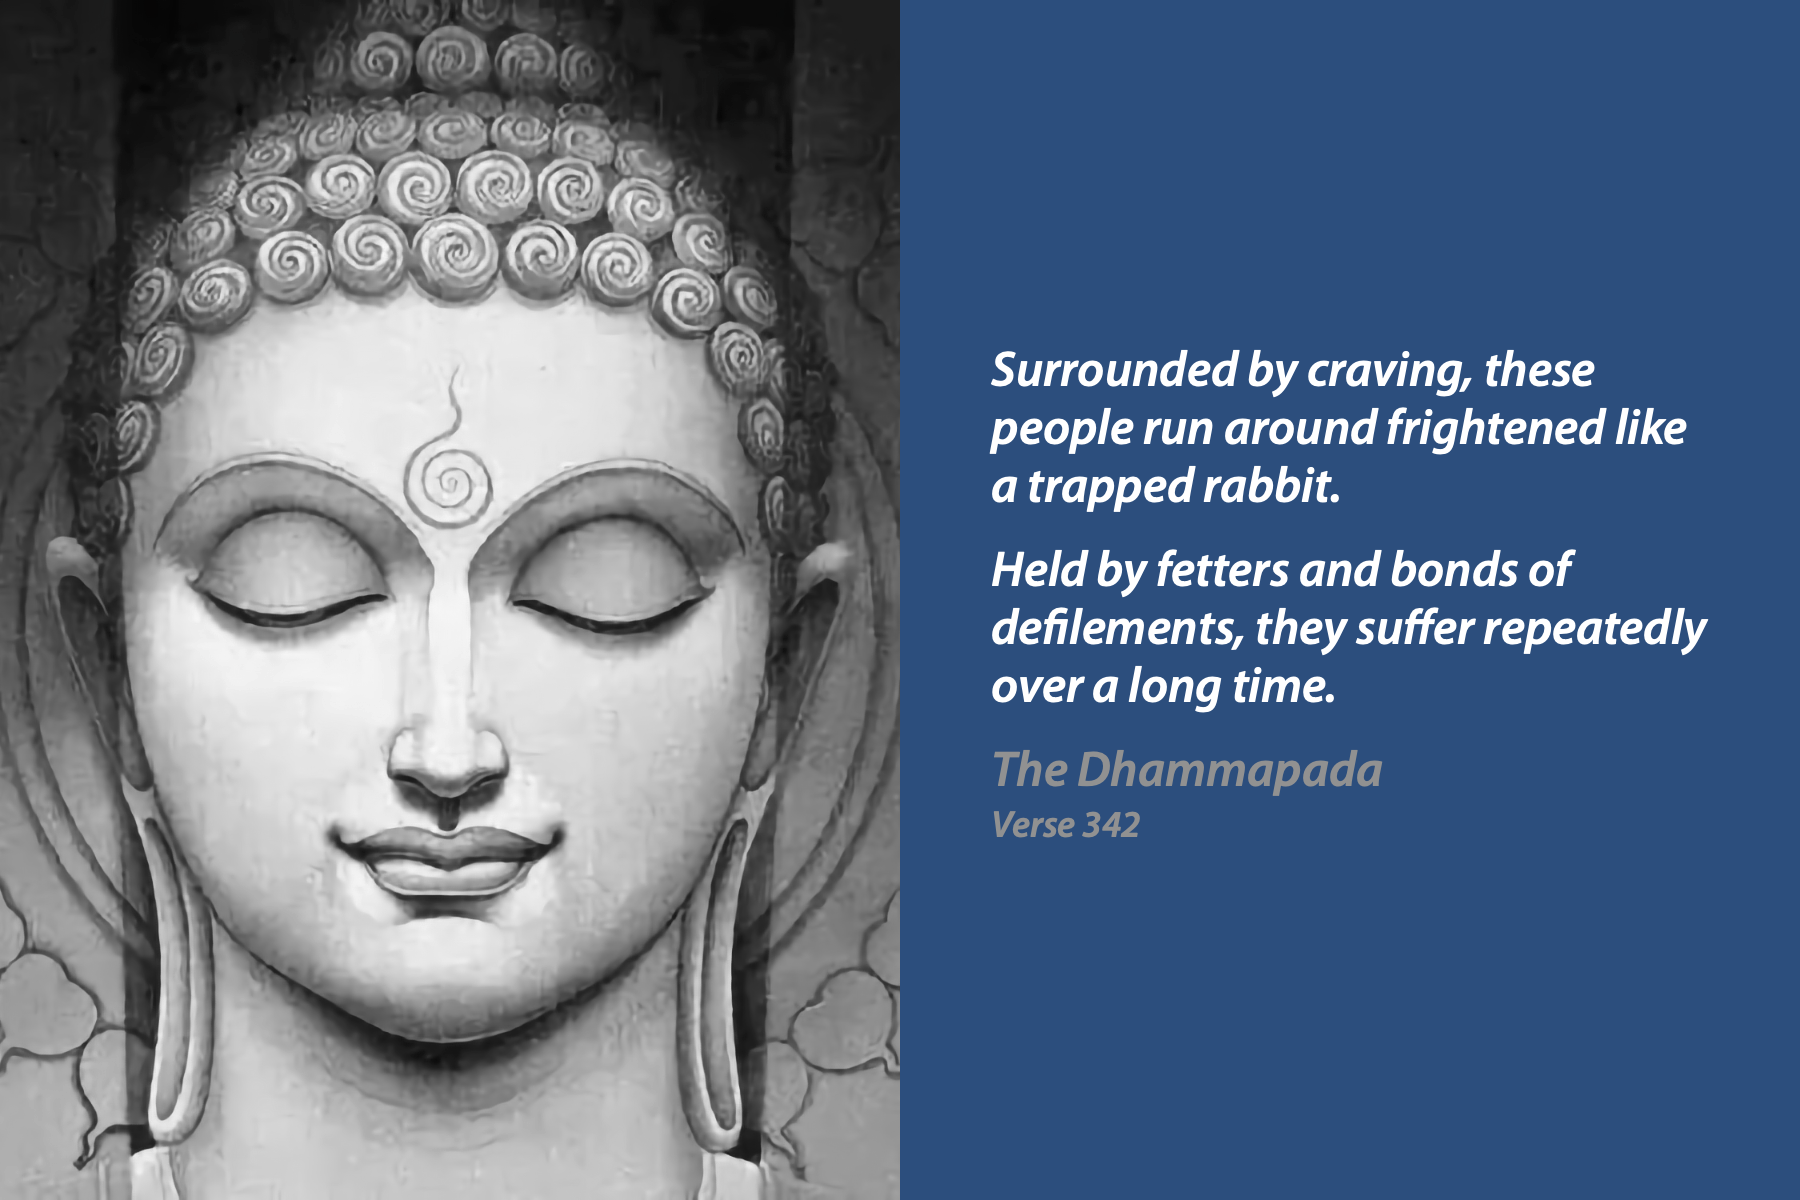 Surrounded by craving, these
people run around frightened like
a trapped rabbit.
Held by fetters and bonds of
defilements, they suffer repeatedly
over a long time.
The Dhammapada
Verse 342